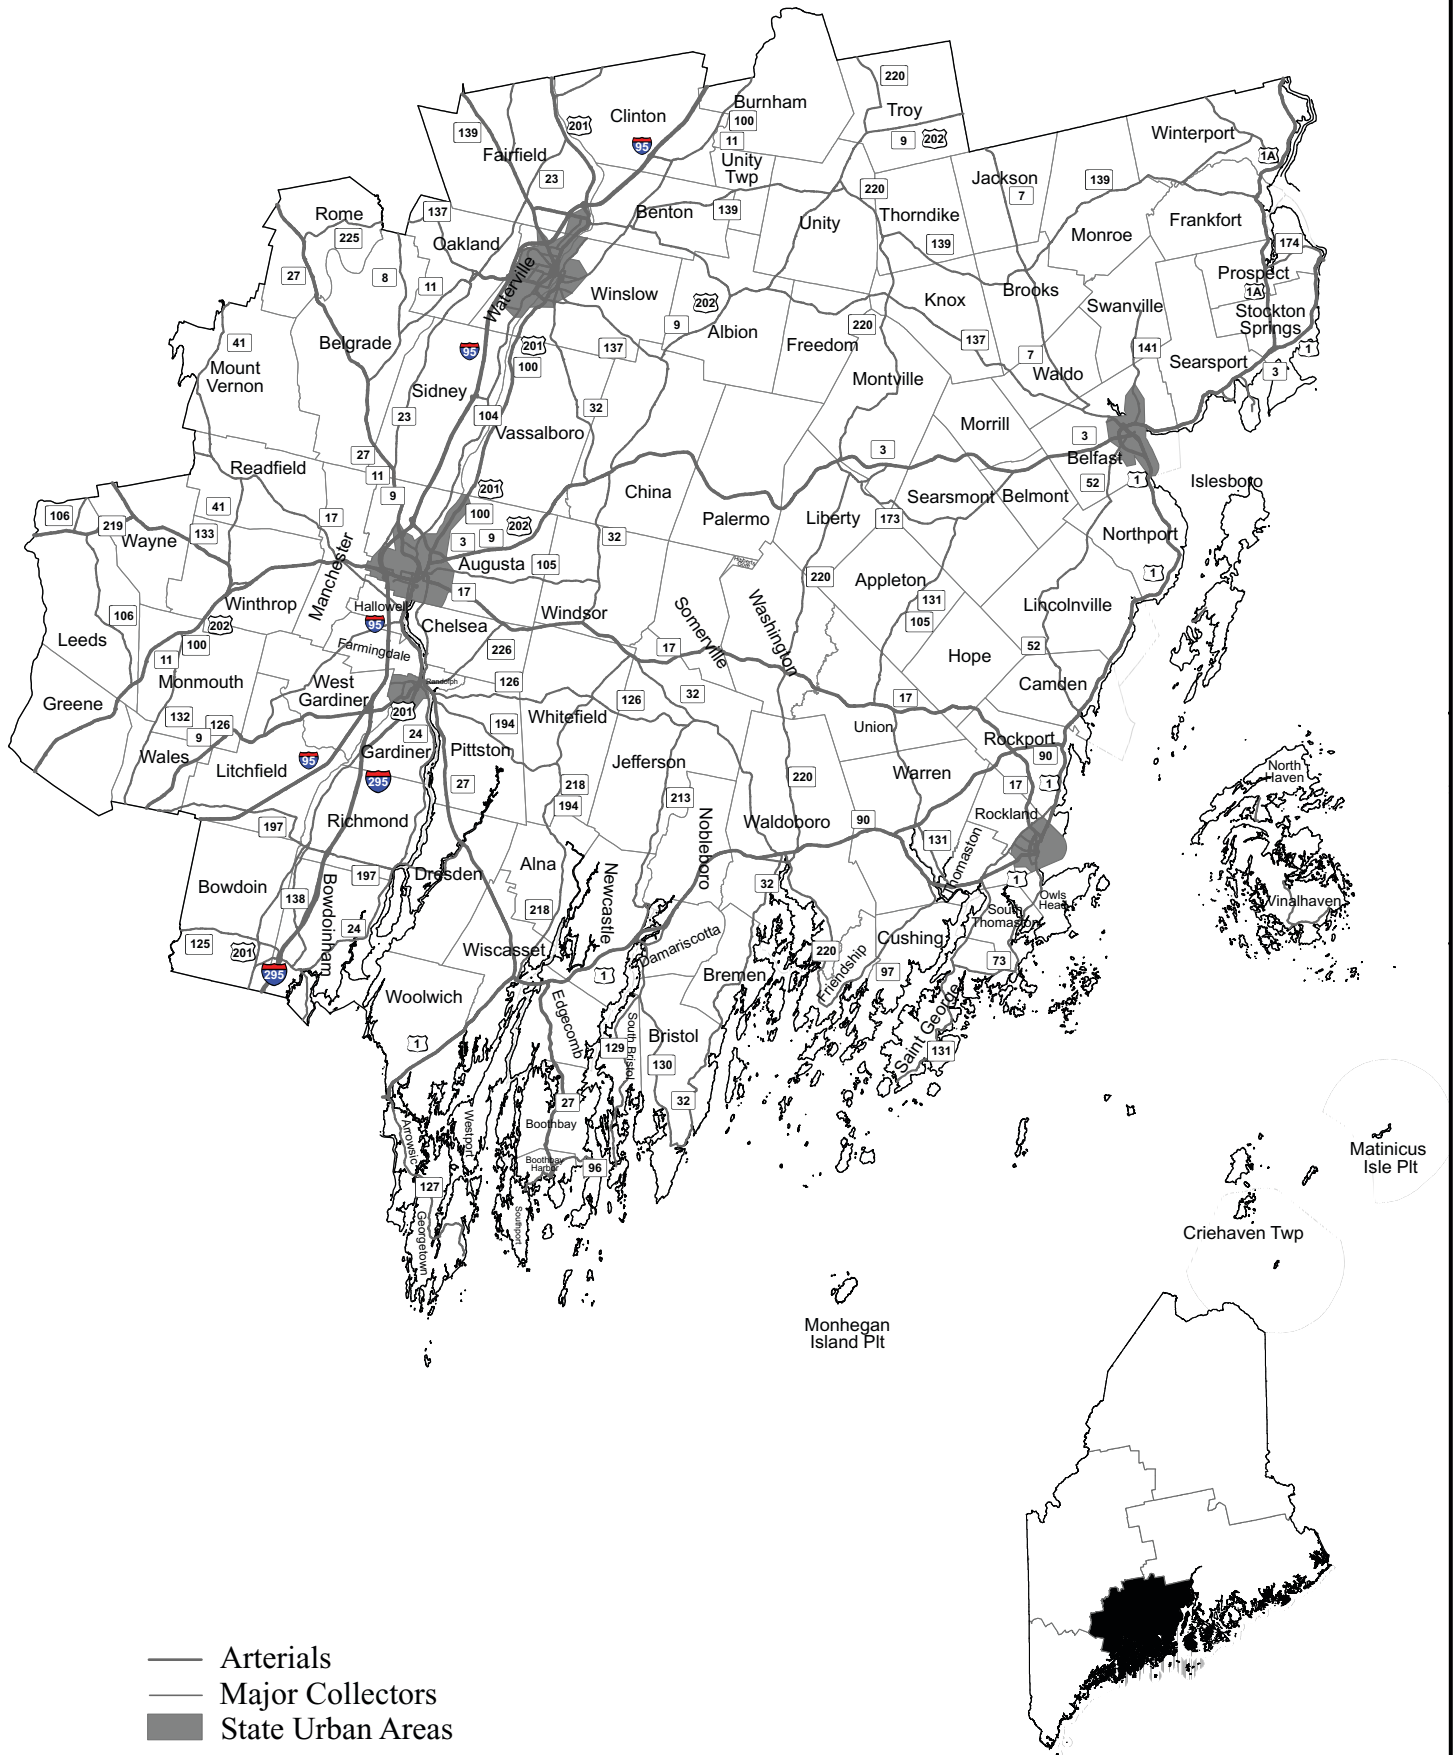 220
Burnham
Troy
Clinton
100
201
139
95
11
9
202
Winterport
Fairfield
Unity
Twp
1A
23
Jackson
7
139
220
Rome
137
Benton
139
Unity
Thorndike
Frankfort
225
Oakland
139
Monroe
174
27
8
11
Waterville
Winslow
202
Knox
Brooks
Swanville
Prospect
1A
Stockton
Springs
9
Albion
220
Freedom
137
41
Belgrade
95
201
137
7
141
1
Mount
Vernon
100
Waldo
Searsport
3
Sidney
Montville
23
104
32
Vassalboro
Morrill
27
3
3
Readfield
11
Belfast
9
201
China
Searsmont
Belmont
52
1
Islesboro
106
41
17
100
Palermo
Liberty
173
219
Wayne
133
3
9
202
32
Northport
Manchester
Augusta
105
220
Appleton
1
17
Winthrop
Hallowell
Windsor
Somerville
Washington
131
Lincolnville
106
202
95
Chelsea
105
Leeds
100
Farmingdale
226
17
Hope
52
11
Monmouth
West
Gardiner
Randolph
126
32
Camden
Greene
132
126
201
194
Whitefield
126
17
9
24
Union
Rockport
Wales
Litchfield
95
Gardiner
Pittston
Jefferson
90
295
27
218
220
Warren
17
1
North
Haven
194
213
197
Richmond
Nobleboro
Waldoboro
90
Rockland
131
Thomaston
Bowdoin
138
197
Dresden
Alna
Newcastle
32
1
Owls
Head
Vinalhaven
Bowdoinham
24
218
South
Thomaston
125
201
Wiscasset
Damariscotta
220
Cushing
295
1
Bremen
Friendship
97
73
Woolwich
Edgecomb
South Bristol
Saint George
1
129
Bristol
131
130
27
32
Arrowsic
Westport
Boothbay
Boothbay
Harbor
96
Matinicus
Isle Plt
127
Georgetown
Southport
Criehaven Twp
Monhegan
Island Plt
Arterials
Major Collectors
State Urban Areas